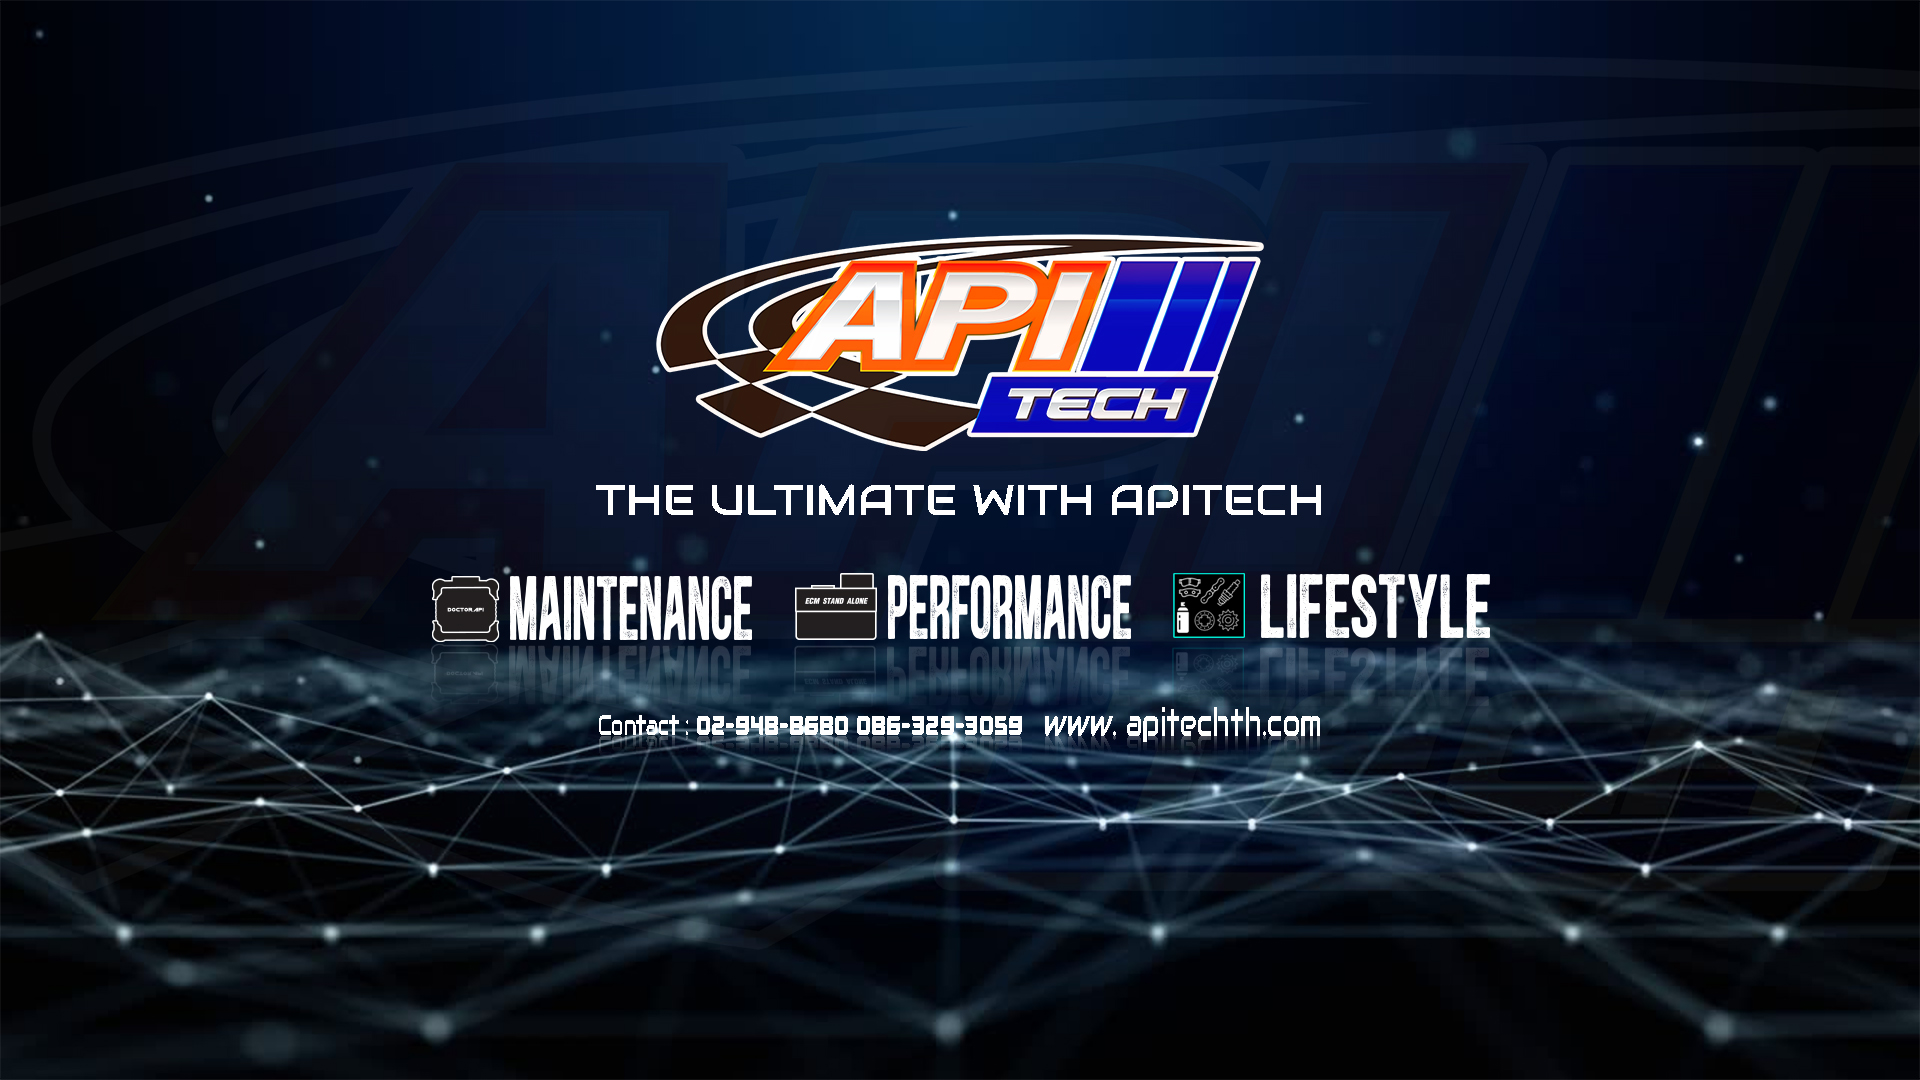 API
TECH
THE ULTIMATE WITH APITECH
DOCTOR API MAINTENANCE ECM STAND ALONE PERFORMANCE LIFESTYLE
Contact : 02-948-8680 086-329-3059 www. apitechth.com